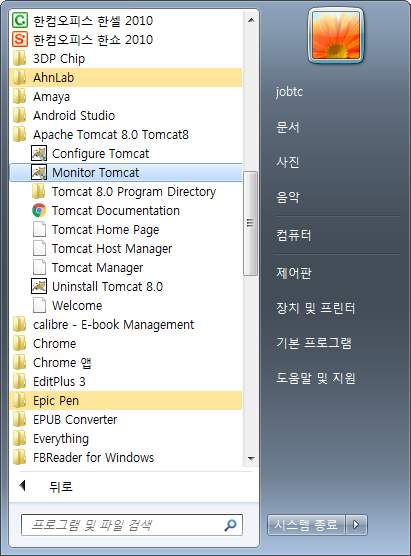 한컴오피스 한셀 2010
한컴오피스 한쇼 2010
3DP Chip
AhnLab
Amaya
Android Studio
Apache Tomcat 8.0 Tomcat8
Configure Tomcat
Monitor Tomcat
Tomcat 8.0 Program Directory
Tomcat Documentation
Tomcat Home Page
Tomcat Host Manager
Tomcat Manager
Uninstall Tomcat 8.0
Welcome
calibre - E-book Management
Chrome
Chrome 앱
EditPlus 3
Epic Pen
EPUB Converter
Everything
FBReader for Windows
뒤로
프로그램 및 파일 검색
jobtc
문서
사진
음악
컴퓨터
제어판
장치 및 프린터
기본 프로그램
도움말 및 지원
시스템 종료